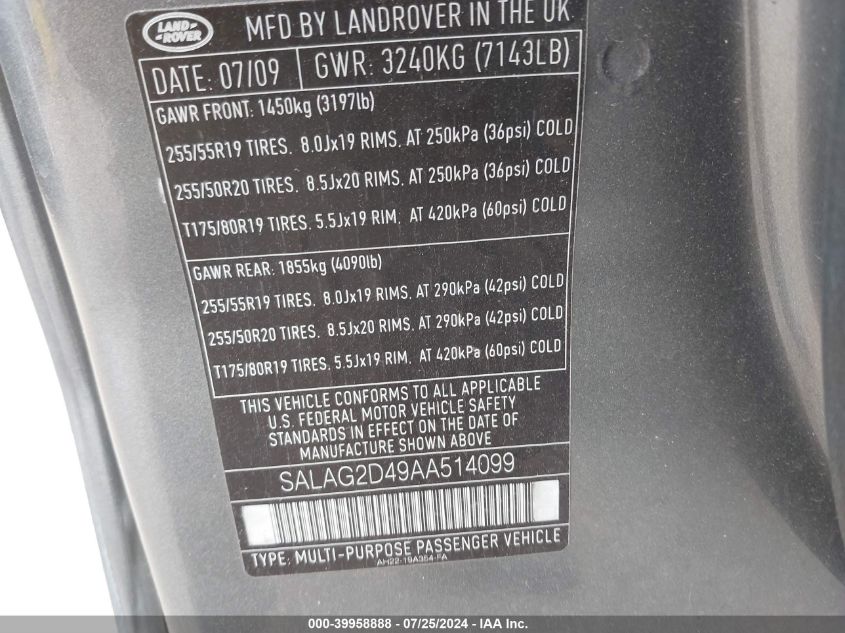 LAND
ROVER
MFD BY LANDROVER IN THE UK
DATE: 07/09 GWR: 3240KG (7143LB)
GAWR FRONT: 1450kg (3197lb)
255/55R19 TIRES. 8.0Jx19 RIMS. AT 250kPa (36psi) COLD
255/50R20 TIRES. 8.5Jx20 RIMS. AT 250kPa (36psi) COLD
T175/80R19 TIRES. 5.5Jx19 RIM. AT 420kPa (60psi) COLD
GAWR REAR: 1855kg (4090lb)
255/55R19 TIRES. 8.0Jx19 RIMS. AT 290kPa (42psi) COLD
255/50R20 TIRES. 8.5Jx20 RIMS. AT 290kPa (42psi) COLD
T175/80R19 TIRES. 5.5Jx19 RIM. AT 420kPa (60psi) COLD
THIS VEHICLE CONFORMS TO ALL APPLICABLE
U.S. FEDERAL MOTOR VEHICLE SAFETY
STANDARDS IN EFFECT ON THE DATE OF
MANUFACTURE SHOWN ABOVE
SALAG2D49AA514099
TYPE: MULTI-PURPOSE PASSENGER VEHICLE
AH22-19A354-FA
000-39958888 - 07/25/2024 - IAA Inc.